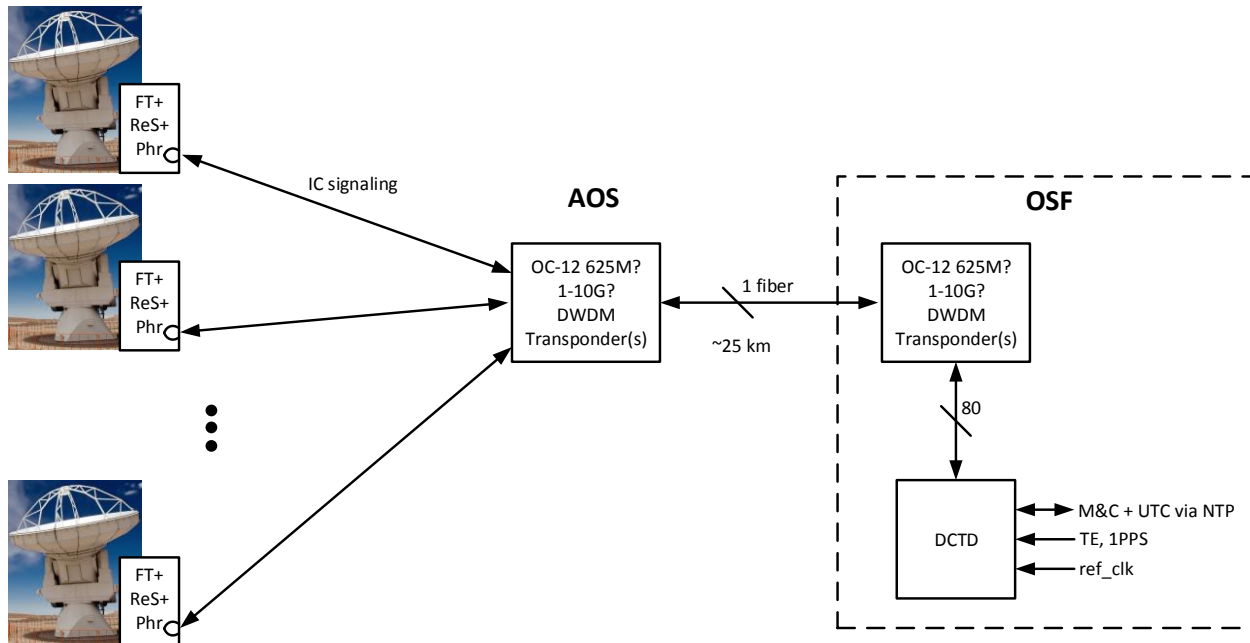 FT+
ReS+
Phr
IC signaling
FT+
ReS+
Phr
FT+
ReS+
Phr
AOS
OC-12 625M?
1-10G?
DWDM
Transponder(s)
1 fiber
~25 km
OSF
OC-12 625M?
1-10G?
DWDM
Transponder(s)
80
DCTD
M&C + UTC via NTP
TE, 1PPS
ref_clk